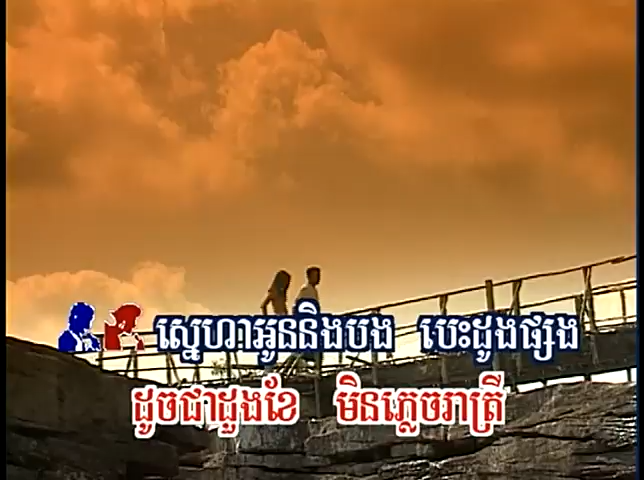 ស្នេហាអូននិងបង បេះដូងផ្សង
ដូចជាដួងខែ មិនភ្លេចរាត្រី